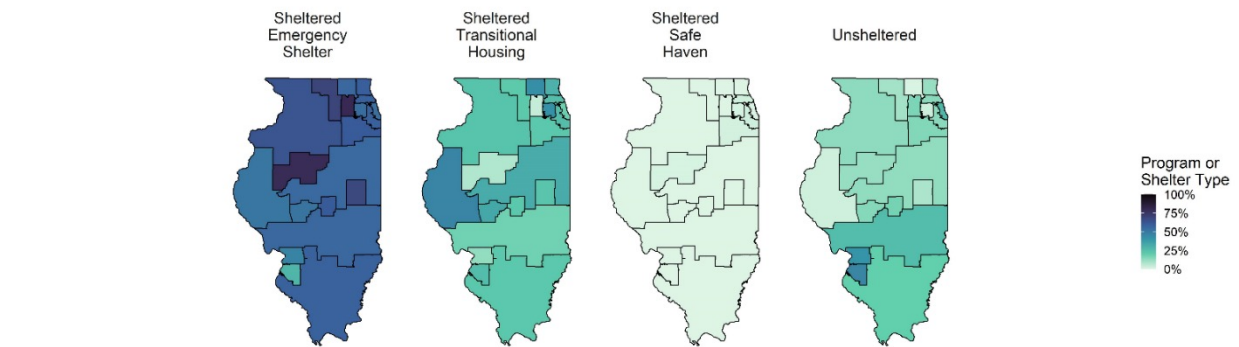 Sheltered
Emergency
Shelter
Sheltered
Transitional
Housing
Sheltered
Safe
Haven
Unsheltered
Program or
Shelter Type
100%
75%
50%
25%
0%